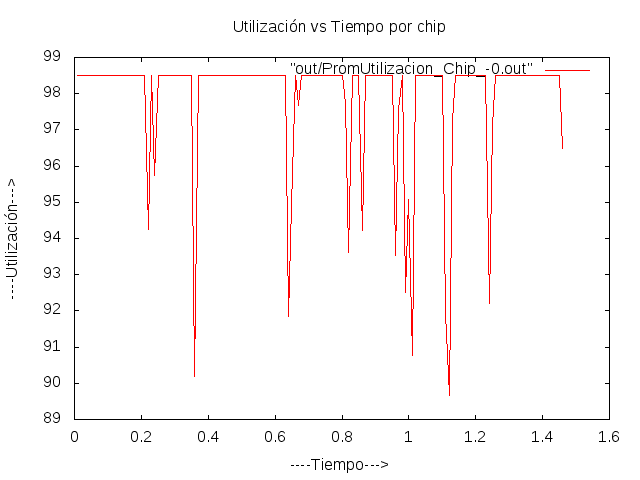 Utilización vs Tiempo por chip
"out/PromUtilizacion_Chip_-0.out"
99
98
97
96
95
94
93
92
91
90
89
----Utilización--->
0 0.2 0.4 0.6 0.8 1 1.2 1.4 1.6
----Tiempo--->